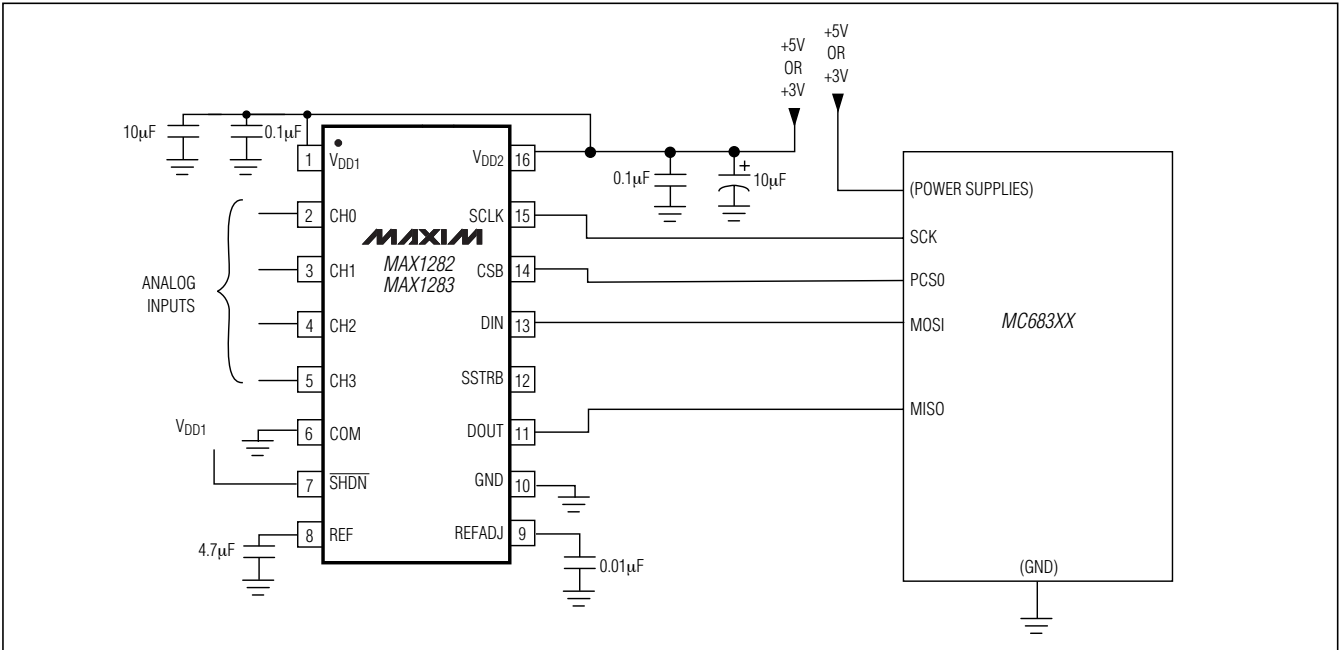 +5V
OR
+3V
+5V
OR
+3V
10µF
0.1µF
1 VDD1
VDD2 16
0.1µF
+
10µF
(POWER SUPPLIES)
2 CH0
SCLK 15
SCK
MAXIM
MAX1282
MAX1283
3 CH1
CSB 14
PCS0
ANALOG
INPUTS
4 CH2
DIN 13
MOSI
MC683XX
5 CH3
SSTRB 12
MISO
VDD1
6 COM
DOUT 11
7 SHDN
GND 10
8 REF
REFADJ 9
4.7µF
0.01µF
(GND)